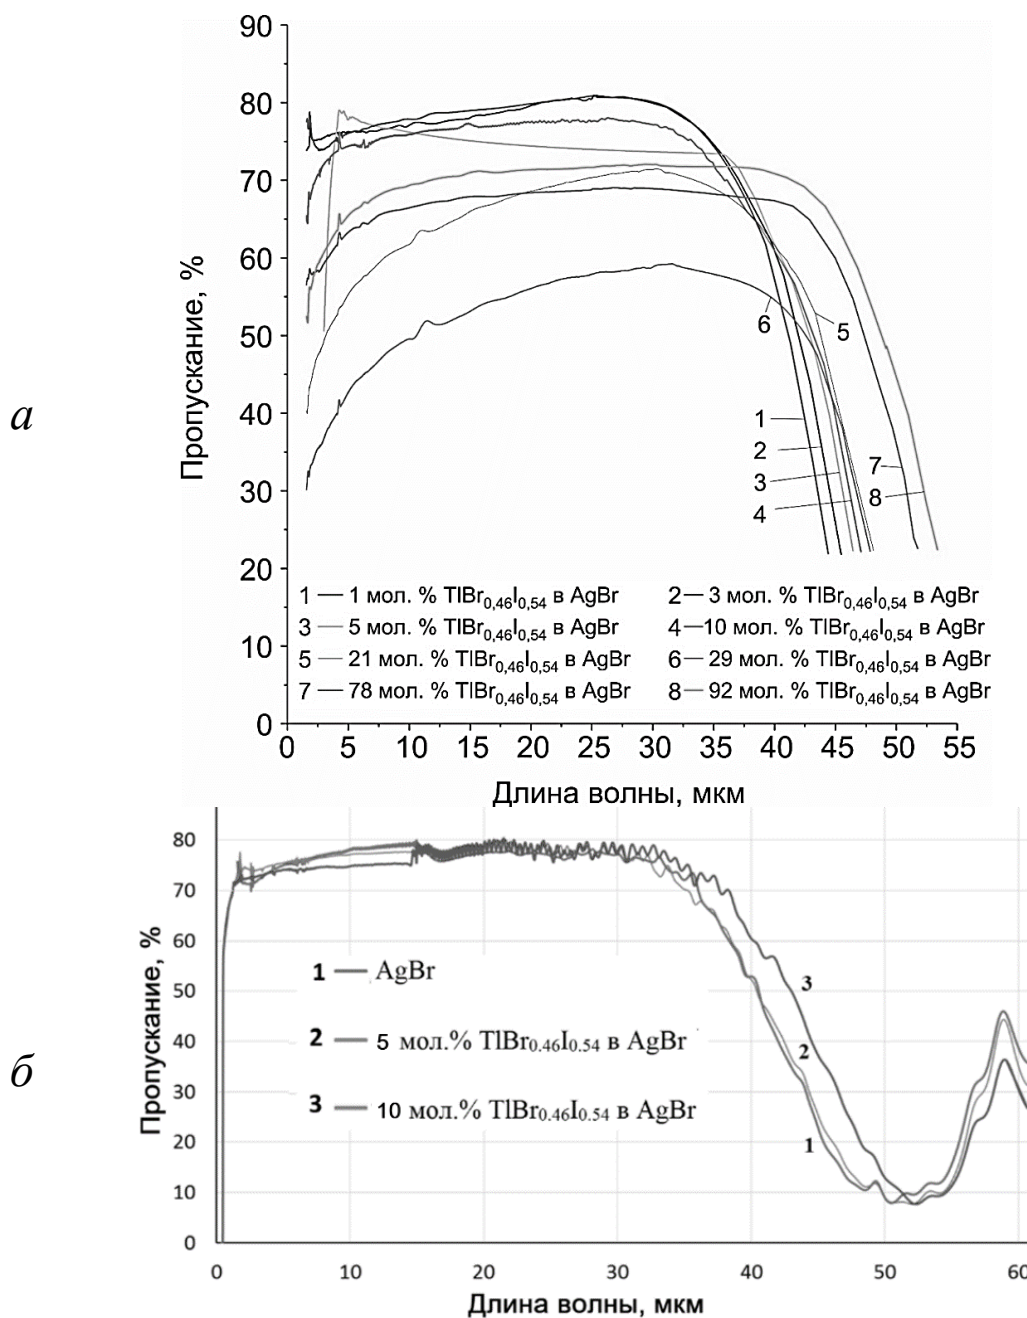 а
Пропускание, %
90
80
70
60
50
40
30
20
10
0
6
5
1
2
3
4
7
8
1 — 1 мол. % TlBr0,46I0,54 в AgBr 2 — 3 мол. % TlBr0,46I0,54 в AgBr
3 — 5 мол. % TlBr0,46I0,54 в AgBr 4 — 10 мол. % TlBr0,46I0,54 в AgBr
5 — 21 мол. % TlBr0,46I0,54 в AgBr 6 — 29 мол. % TlBr0,46I0,54 в AgBr
7 — 78 мол. % TlBr0,46I0,54 в AgBr 8 — 92 мол. % TlBr0,46I0,54 в AgBr
0 5 10 15 20 25 30 35 40 45 50 55
Длина волны, мкм
б
Пропускание, %
80
70
60
50
40
30
20
10
0
1 — AgBr
2 — 5 мол.% TlBr0.46I0.54 в AgBr
3 — 10 мол.% TlBr0.46I0.54 в AgBr
3
2
1
0 10 20 30 40 50 60
Длина волны, мкм